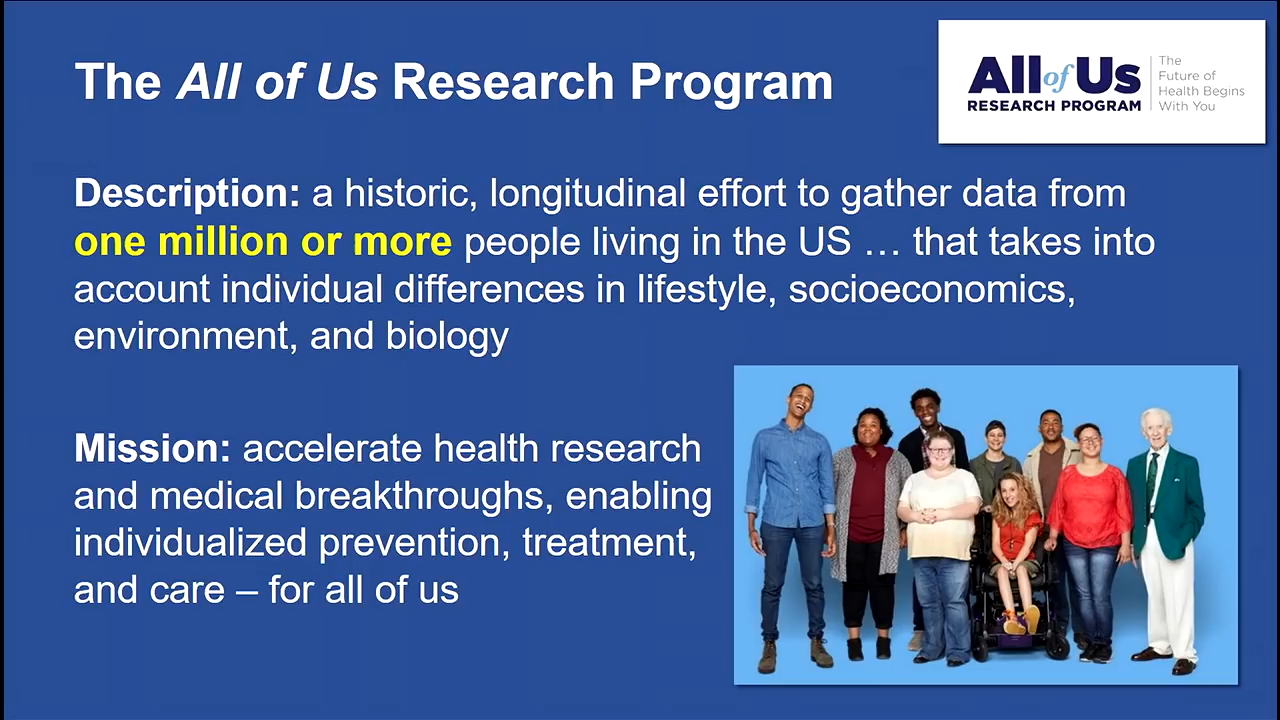 The All of Us Research Program
All of Us
RESEARCH PROGRAM
The
Future of
Health Begins
With You
Description: a historic, longitudinal effort to gather data from
one million or more people living in the US … that takes into
account individual differences in lifestyle, socioeconomics,
environment, and biology
Mission: accelerate health research
and medical breakthroughs, enabling
individualized prevention, treatment,
and care – for all of us